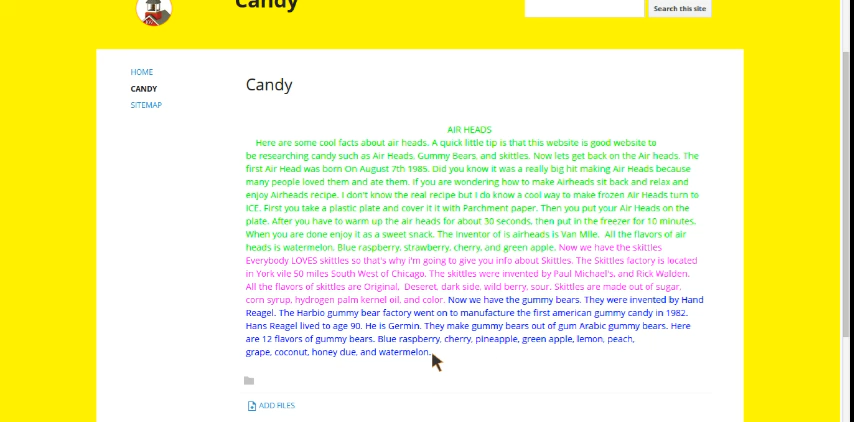 Candy
Search this site
HOME
CANDY
SITEMAP
Candy
AIR HEADS
Here are some cool facts about air heads. A quick little tip is that this website is good website to
be researching candy such as Air Heads, Gummy Bears, and skittles. Now lets get back on the Air heads. The
first Air Head was born On August 7th 1985. Did you know it was a really big hit making Air Heads because
many people loved them and ate them. If you are wondering how to make Airheads sit back and relax and
enjoy Airheads recipe. I don't know the real recipe but I do know a cool way to make frozen Air Heads turn to
ICE. First you take a plastic plate and cover it it with Parchment paper. Then you put your Air Heads on the
plate. After you have to warm up the air heads for about 30 seconds, then put in the freezer for 10 minutes.
When you are done enjoy it as a sweet snack. The inventor of is airheads is Van Mile.  All the flavors of air
heads is watermelon, Blue raspberry, strawberry, cherry, and green apple. Now we have the skittles
Everybody LOVES skittles so that's why i'm going to give you info about Skittles. The Skittles factory is located
in York vile 50 miles South West of Chicago. The skittles were invented by Paul Michael's, and Rick Walden.
All the flavors of skittles are Original,  Deseret, dark side, wild berry, sour. Skittles are made out of sugar,
corn syrup, hydrogen palm kernel oil, and color. Now we have the gummy bears. They were invented by Hand
Reagel. The Harbio gummy bear factory went on to manufacture the first american gummy candy in 1982.
Hans Reagel lived to age 90. He is Germin. They make gummy bears out of gum Arabic gummy bears. Here
are 12 flavors of gummy bears. Blue raspberry, cherry, pineapple, green apple, lemon, peach,
grape, coconut, honey due, and watermelon.
ADD FILES